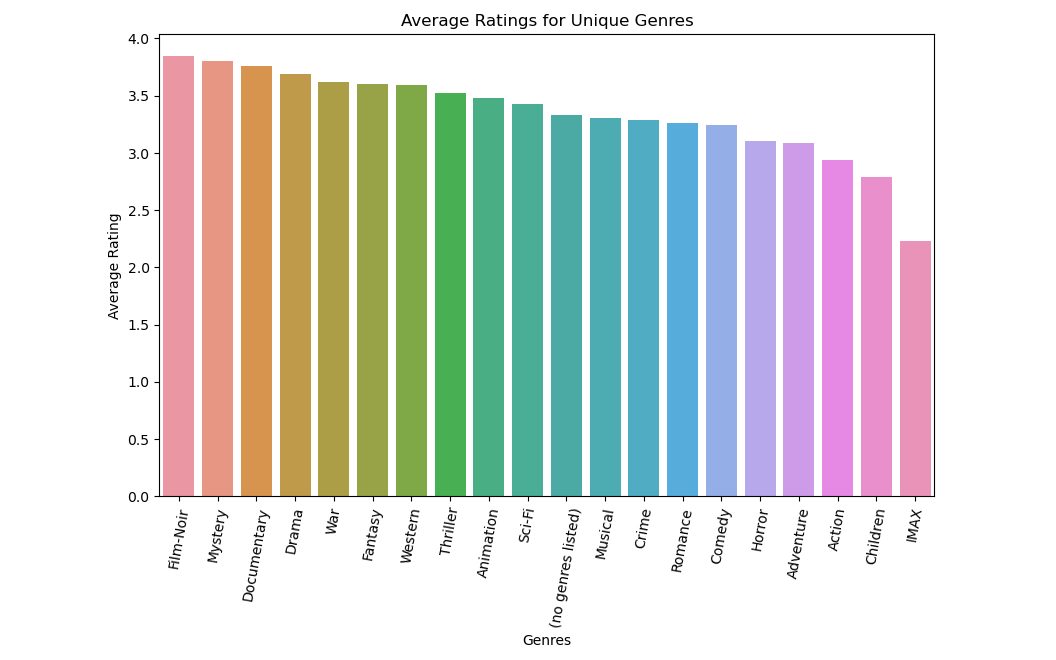 Average Ratings for Unique Genres
4.0
3.5
3.0
2.5
2.0
1.5
1.0
0.5
0.0
Average Rating
Film-Noir
Mystery
Documentary
Drama
War
Fantasy
Western
Thriller
Animation
Sci-Fi
(no genres listed)
Musical
Crime
Romance
Comedy
Horror
Adventure
Action
Children
IMAX
Genres